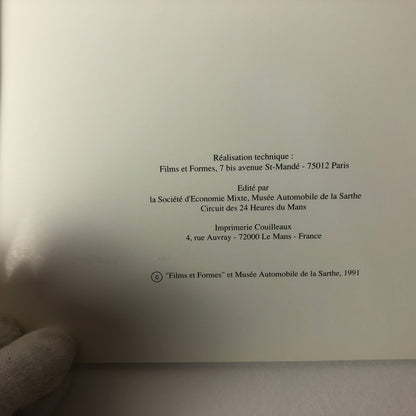 Réalisation technique :
Films et Formes, 7 bis avenue St-Mandé - 75012 Paris
Edité par
la Société d'Economie Mixte, Musée Automobile de la Sarthe
Circuit des 24 Heures du Mans
Imprimerie Couilleaux
4, rue Auvray - 72000 Le Mans - France
© "Films et Formes" et Musée Automobile de la Sarthe, 1991